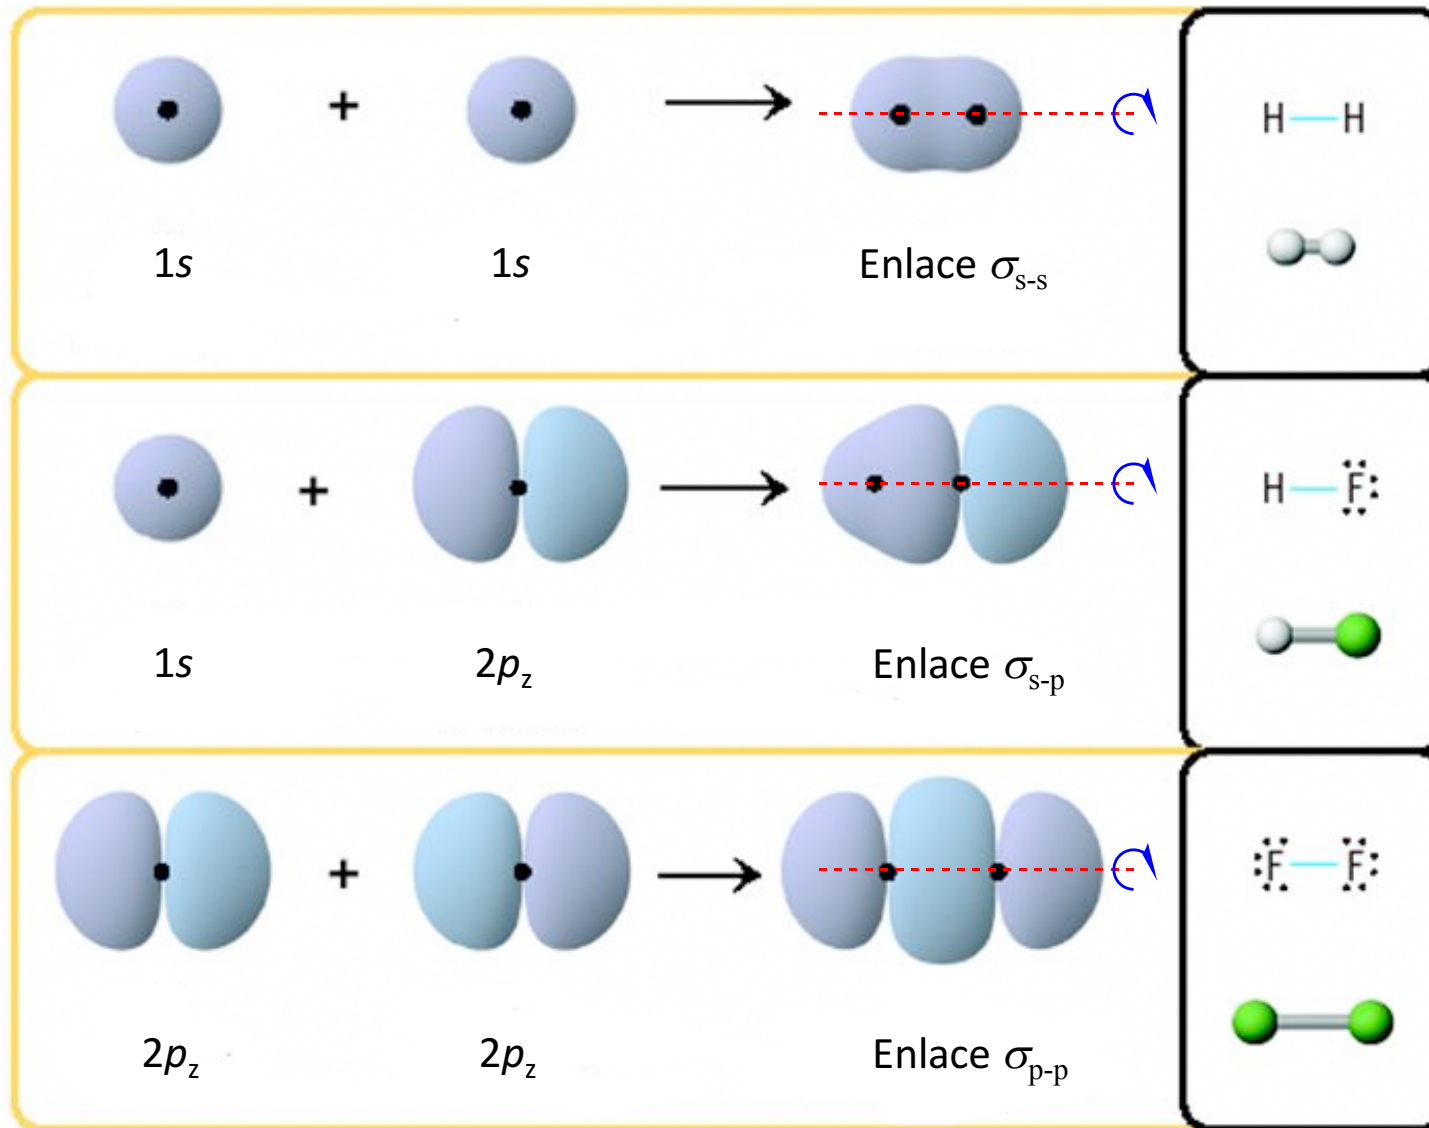 +
H—H
1s
1s
Enlace σs-s
+
H—F
1s
2pz
Enlace σs-p
+
F—F
2pz
2pz
Enlace σp-p